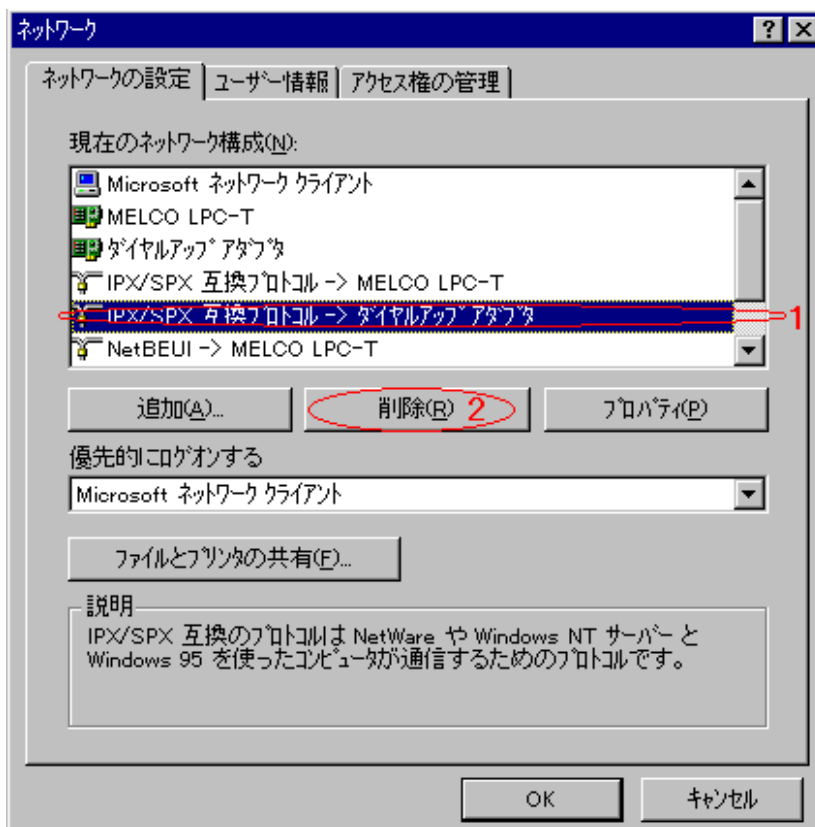 ネットワーク
ネットワークの設定 ユーザー情報 アクセス権の管理
現在のネットワーク構成(N):
Microsoft ネットワーク クライアント
MELCO LPC-T
ダイヤルアップ アダプタ
IPX/SPX 互換プロトコル -> MELCO LPC-T
IPX/SPX 互換プロトコル -> ダイヤルアップ アダプタ 1
NetBEUI -> MELCO LPC-T
追加(A)... 削除(R) 2 プロパティ(P)
優先的にログオンする
Microsoft ネットワーク クライアント
ファイルとプリンタの共有(F)...
説明
IPX/SPX 互換のプロトコルは NetWare や Windows NT サーバー と
Windows 95 を使ったコンピュータが通信するためのプロトコルです。
OK キャンセル